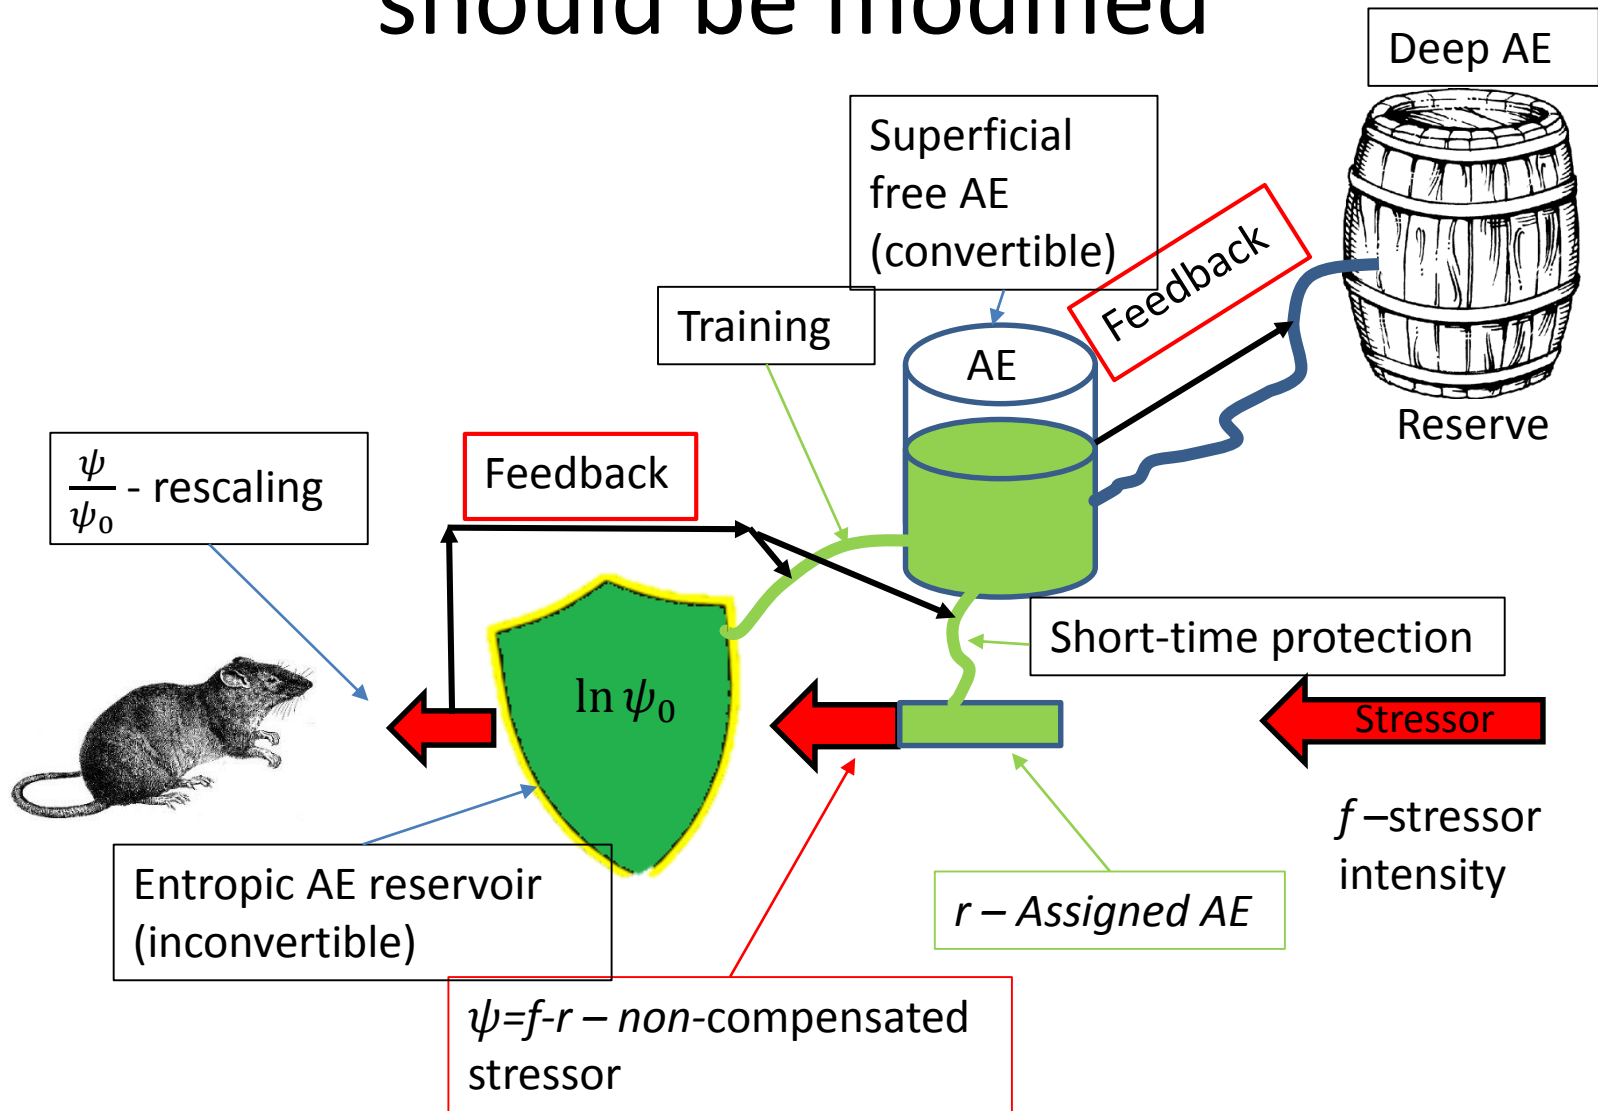 should be modified
Deep AE
Superficial
free AE
(convertible)
Feedback
Training
AE
Reserve
ψ/ψ₀ - rescaling
Feedback
Short-time protection
ln ψ₀
Stressor
f –stressor
intensity
Entropic AE reservoir
(inconvertible)
r – Assigned AE
ψ=f-r – non-compensated
stressor